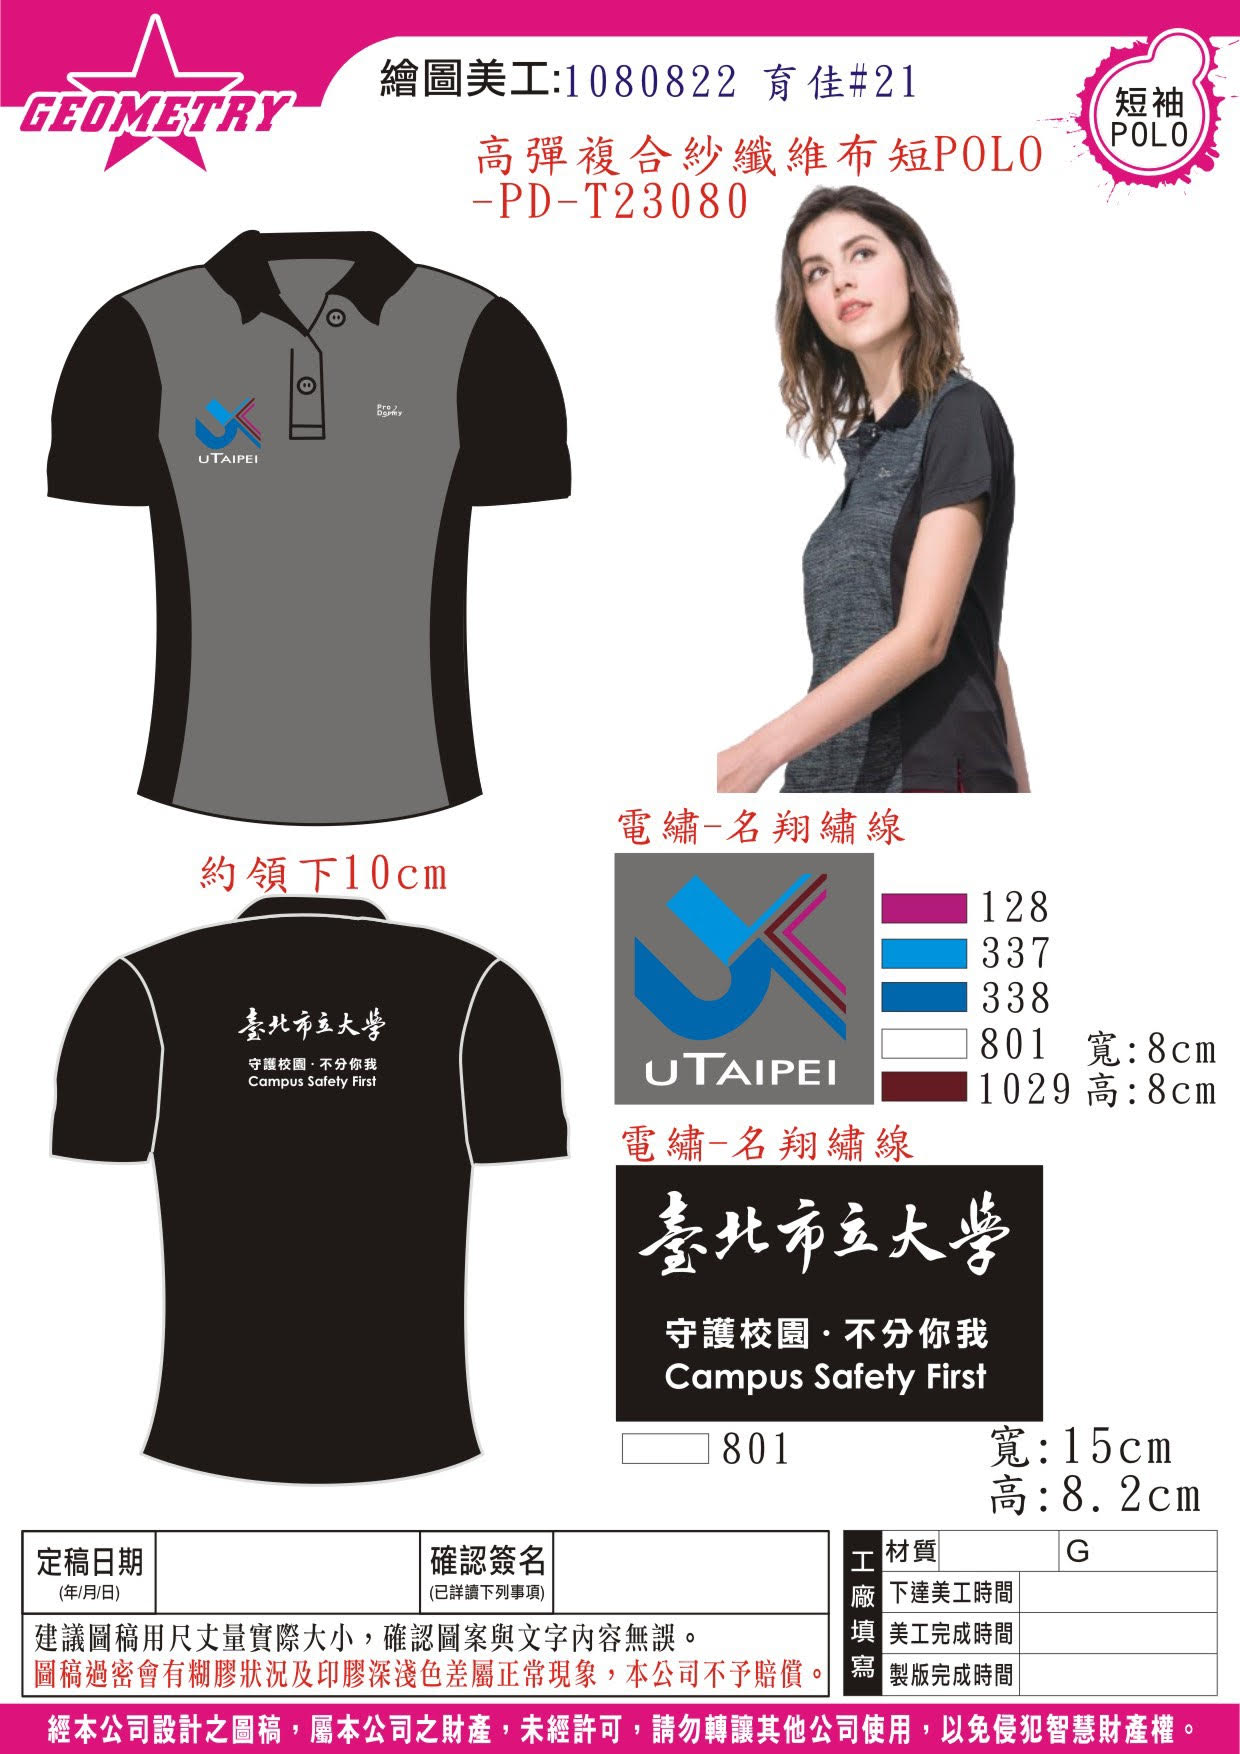 GEOMETRY
繪圖美工:1080822 育佳#21
短袖
POLO
高彈複合紗纖維布短POLO
-PD-T23080
UTAIPEI
電繡-名翔繡線
128
337
338
801 寬:8cm
1029 高:8cm
UTAIPEI
約領下10cm
臺北市立大學
守護校園·不分你我
Campus Safety First
電繡-名翔繡線
臺北市立大學
守護校園·不分你我
Campus Safety First
801
寬:15cm
高:8.2cm
定稿日期
(年/月/日)
確認簽名
(已詳讀下列事項)
建議圖稿用尺丈量實際大小，確認圖案與文字內容無誤。
圖稿過密會有糊膠狀況及印膠深淺色差屬正常現象，本公司不予賠償。
工廠填寫
材質 G
下達美工時間
美工完成時間
製版完成時間
經本公司設計之圖稿，屬本公司之財產，未經許可，請勿轉讓其他公司使用，以免侵犯智慧財產權。